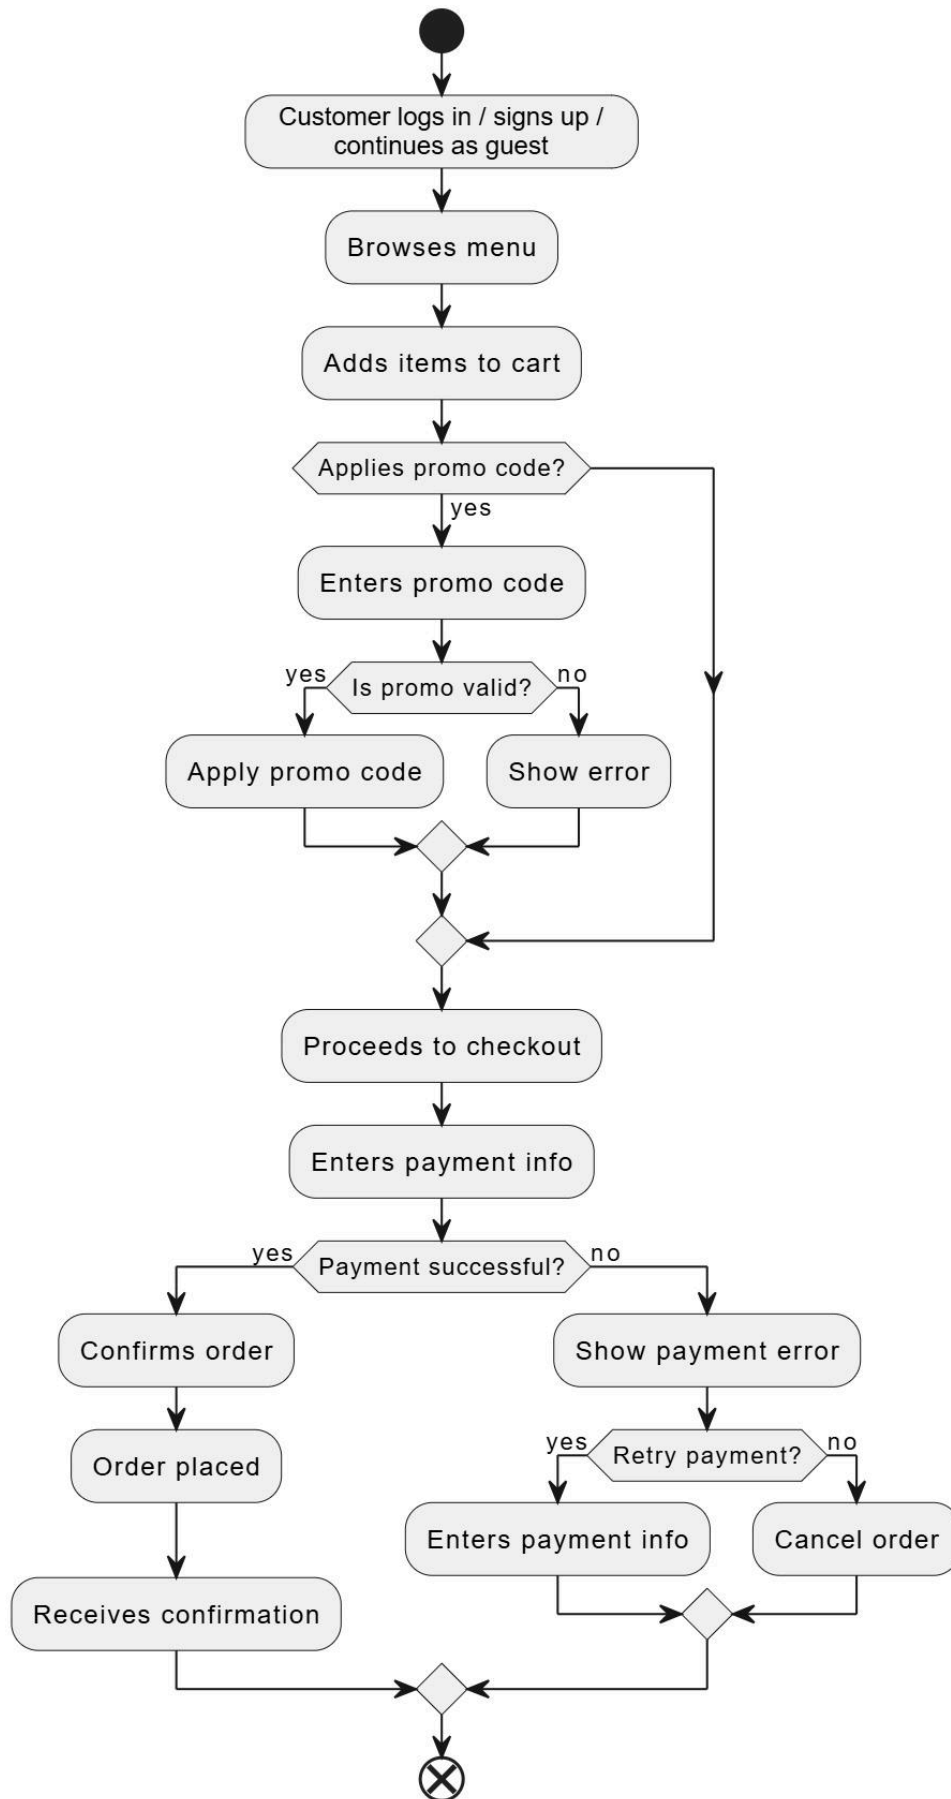 Customer logs in / signs up /
continues as guest
Browses menu
Adds items to cart
Applies promo code?
yes
Enters promo code
yes
Is promo valid?
no
Apply promo code
Show error
Proceeds to checkout
Enters payment info
yes
Payment successful?
no
Confirms order
Show payment error
Order placed
yes
Retry payment?
no
Enters payment info
Cancel order
Receives confirmation